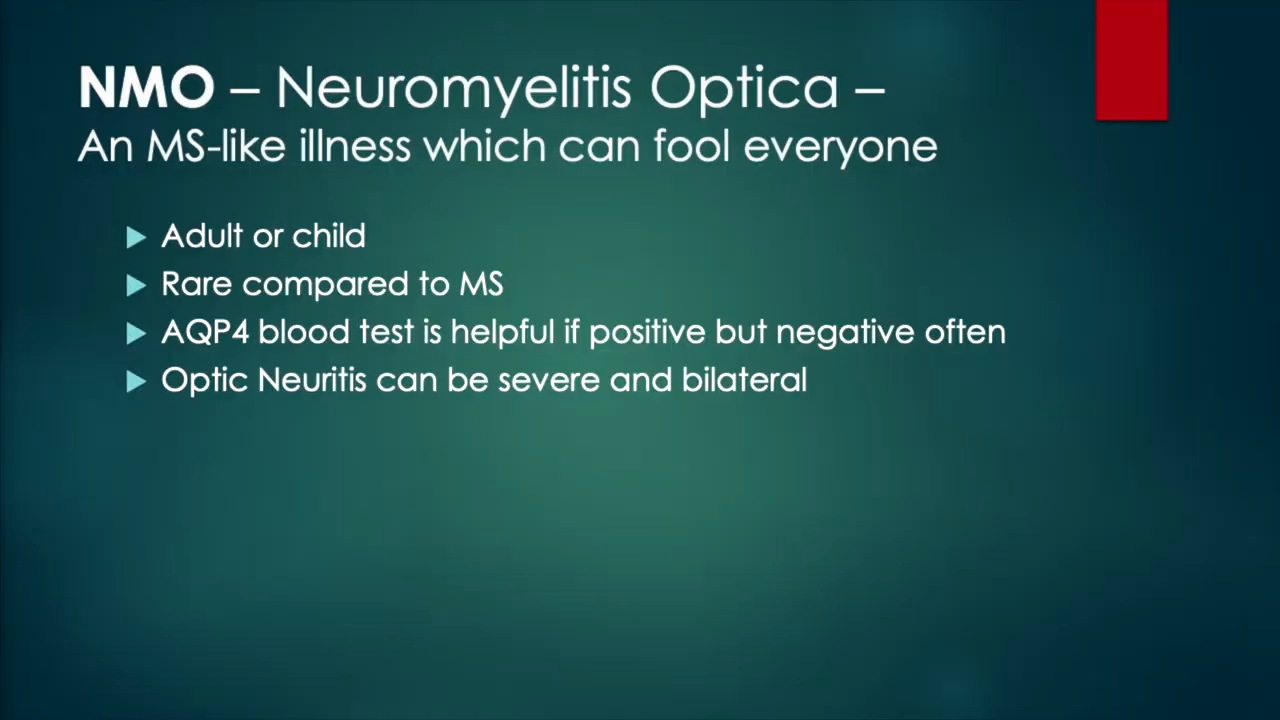 NMO – Neuromyelitis Optica –
An MS-like illness which can fool everyone
Adult or child
Rare compared to MS
AQP4 blood test is helpful if positive but negative often
Optic Neuritis can be severe and bilateral